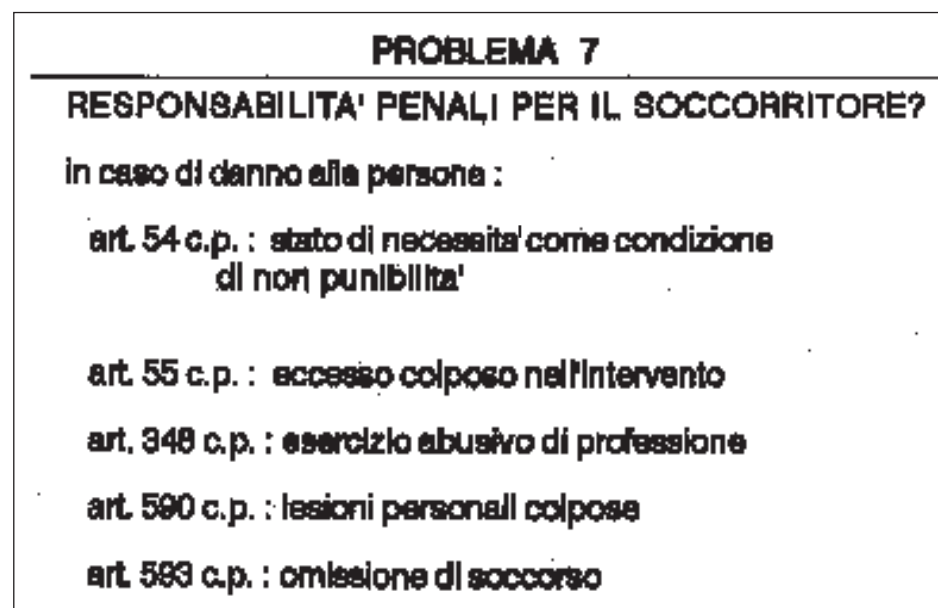 PROBLEMA 7
RESPONSABILITA' PENALI PER IL SOCCORRITORE?
in caso di danno alle persone :
art. 54 c.p. : stato di necessita' come condizione
di non punibilita'
art. 55 c.p. : eccesso colposo nell'intervento
art. 348 c.p. : esercizio abusivo di professione
art. 590 c.p. : lesioni personali colpose
art. 593 c.p. : omissione di soccorso